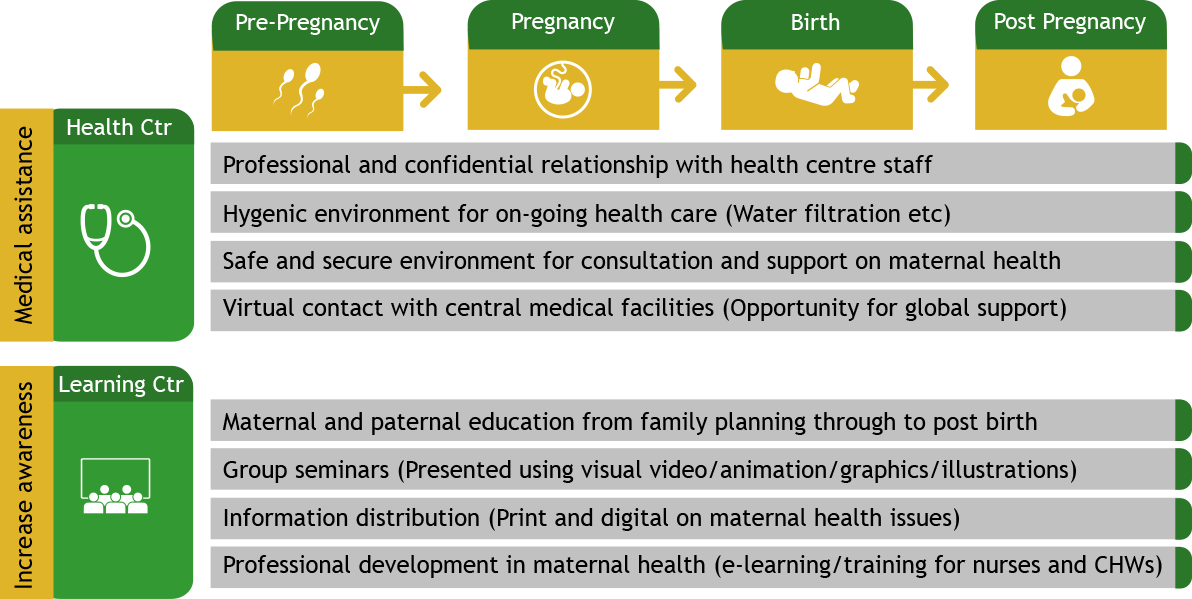 Pre-Pregnancy
Pregnancy
Birth
Post Pregnancy
Medical assistance
Health Ctr
Professional and confidential relationship with health centre staff
Hygenic environment for on-going health care (Water filtration etc)
Safe and secure environment for consultation and support on maternal health
Virtual contact with central medical facilities (Opportunity for global support)
Increase awareness
Learning Ctr
Maternal and paternal education from family planning through to post birth
Group seminars (Presented using visual video/animation/graphics/illustrations)
Information distribution (Print and digital on maternal health issues)
Professional development in maternal health (e-learning/training for nurses and CHWs)